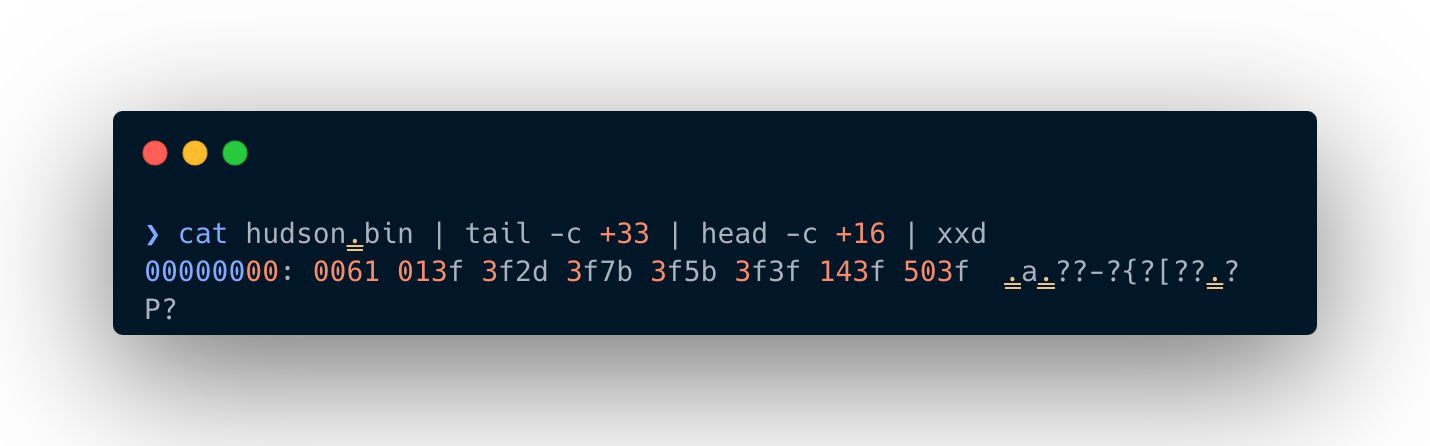 ❯ cat hudson.bin | tail -c +33 | head -c +16 | xxd
00000000: 0061 013f 3f2d 3f7b 3f5b 3f3f 143f 503f  .a.??-?{?[??.?
P?